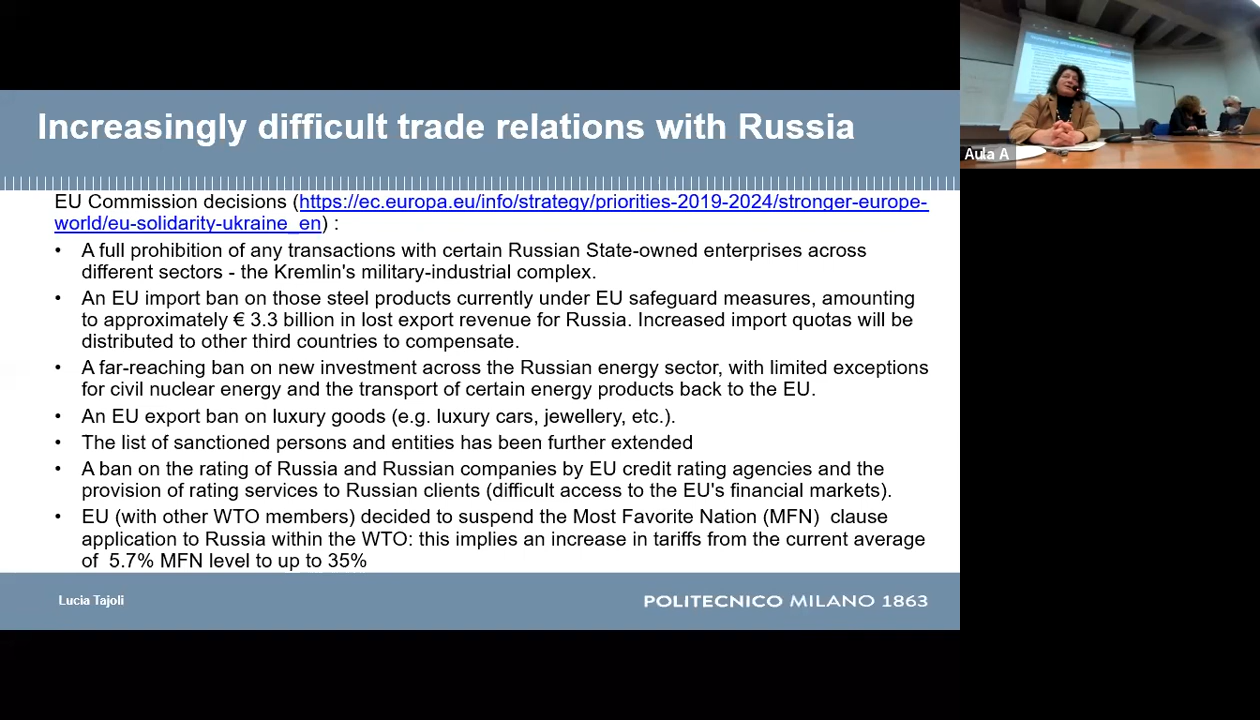 Increasingly difficult trade relations with Russia
EU Commission decisions (https://ec.europa.eu/info/strategy/priorities-2019-2024/stronger-europe-
world/eu-solidarity-ukraine_en) :
• A full prohibition of any transactions with certain Russian State-owned enterprises across
different sectors - the Kremlin's military-industrial complex.
• An EU import ban on those steel products currently under EU safeguard measures, amounting
to approximately € 3.3 billion in lost export revenue for Russia. Increased import quotas will be
distributed to other third countries to compensate.
• A far-reaching ban on new investment across the Russian energy sector, with limited exceptions
for civil nuclear energy and the transport of certain energy products back to the EU.
• An EU export ban on luxury goods (e.g. luxury cars, jewellery, etc.).
• The list of sanctioned persons and entities has been further extended
• A ban on the rating of Russia and Russian companies by EU credit rating agencies and the
provision of rating services to Russian clients (difficult access to the EU's financial markets).
• EU (with other WTO members) decided to suspend the Most Favorite Nation (MFN)  clause
application to Russia within the WTO: this implies an increase in tariffs from the current average
of  5.7% MFN level to up to 35%
Lucia Tajoli
POLITECNICO MILANO 1863
Aula A